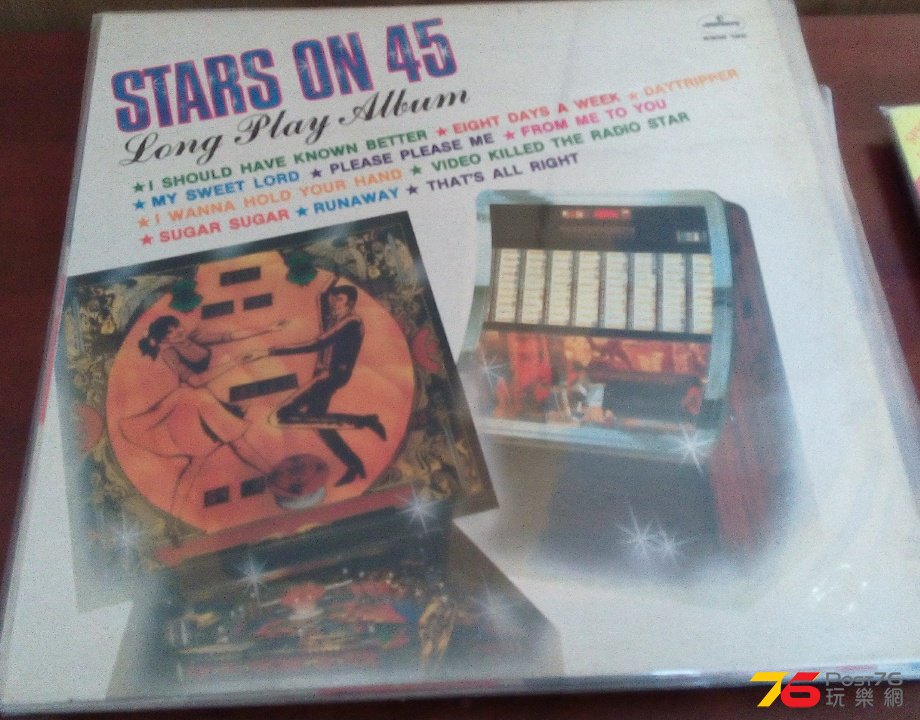 STARS ON 45
Long Play Album
★ I SHOULD HAVE KNOWN BETTER ★ EIGHT DAYS A WEEK ★ DAYTRIPPER
★ MY SWEET LORD ★ PLEASE PLEASE ME ★ FROM ME TO YOU
★ I WANNA HOLD YOUR HAND ★ VIDEO KILLED THE RADIO STAR
★ SUGAR SUGAR ★ RUNAWAY ★ THAT'S ALL RIGHT
76 Post76
玩樂網